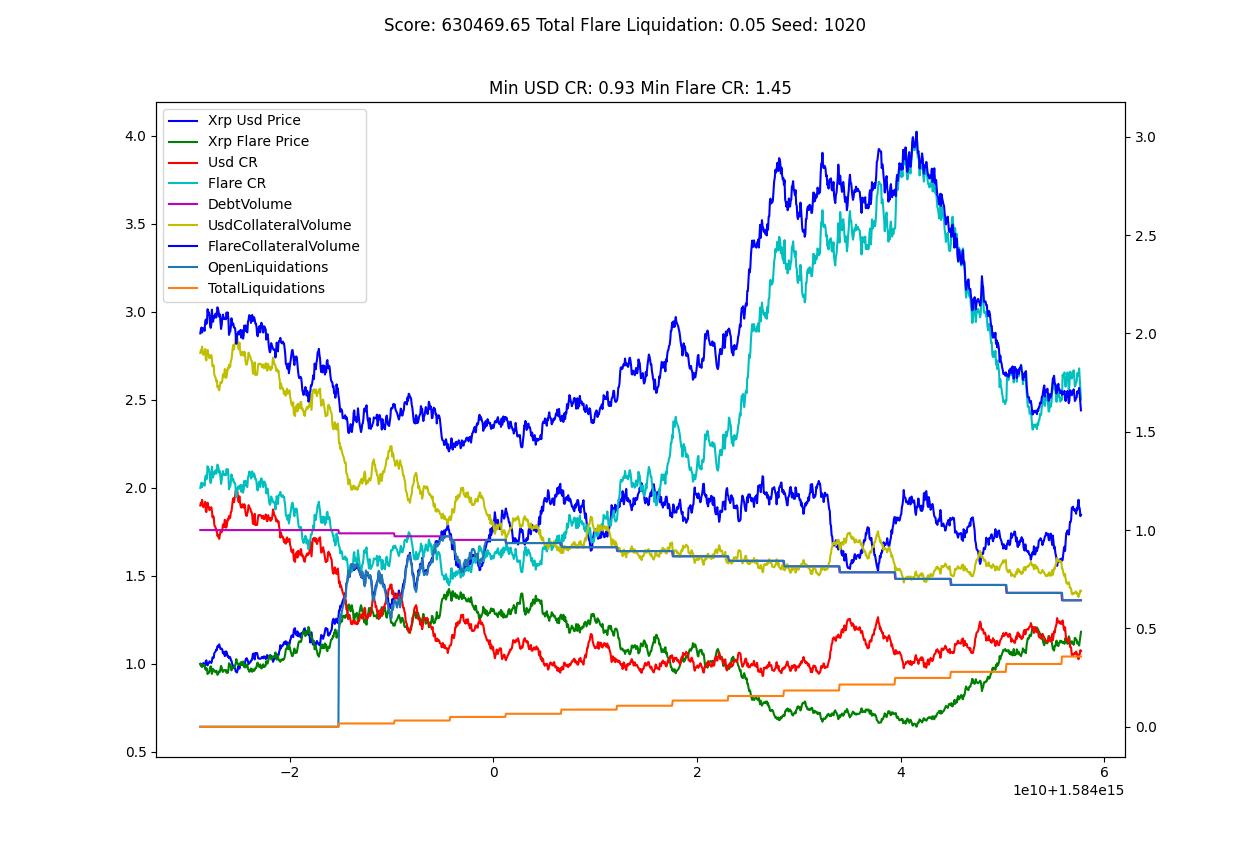 Score: 630469.65 Total Flare Liquidation: 0.05 Seed: 1020
Min USD CR: 0.93 Min Flare CR: 1.45
Xrp Usd Price
Xrp Flare Price
Usd CR
Flare CR
DebtVolume
UsdCollateralVolume
FlareCollateralVolume
OpenLiquidations
TotalLiquidations
4.0
3.5
3.0
2.5
2.0
1.5
1.0
0.5
3.0
2.5
2.0
1.5
1.0
0.5
0.0
−2 0 2 4 6
1e10+1.584e15